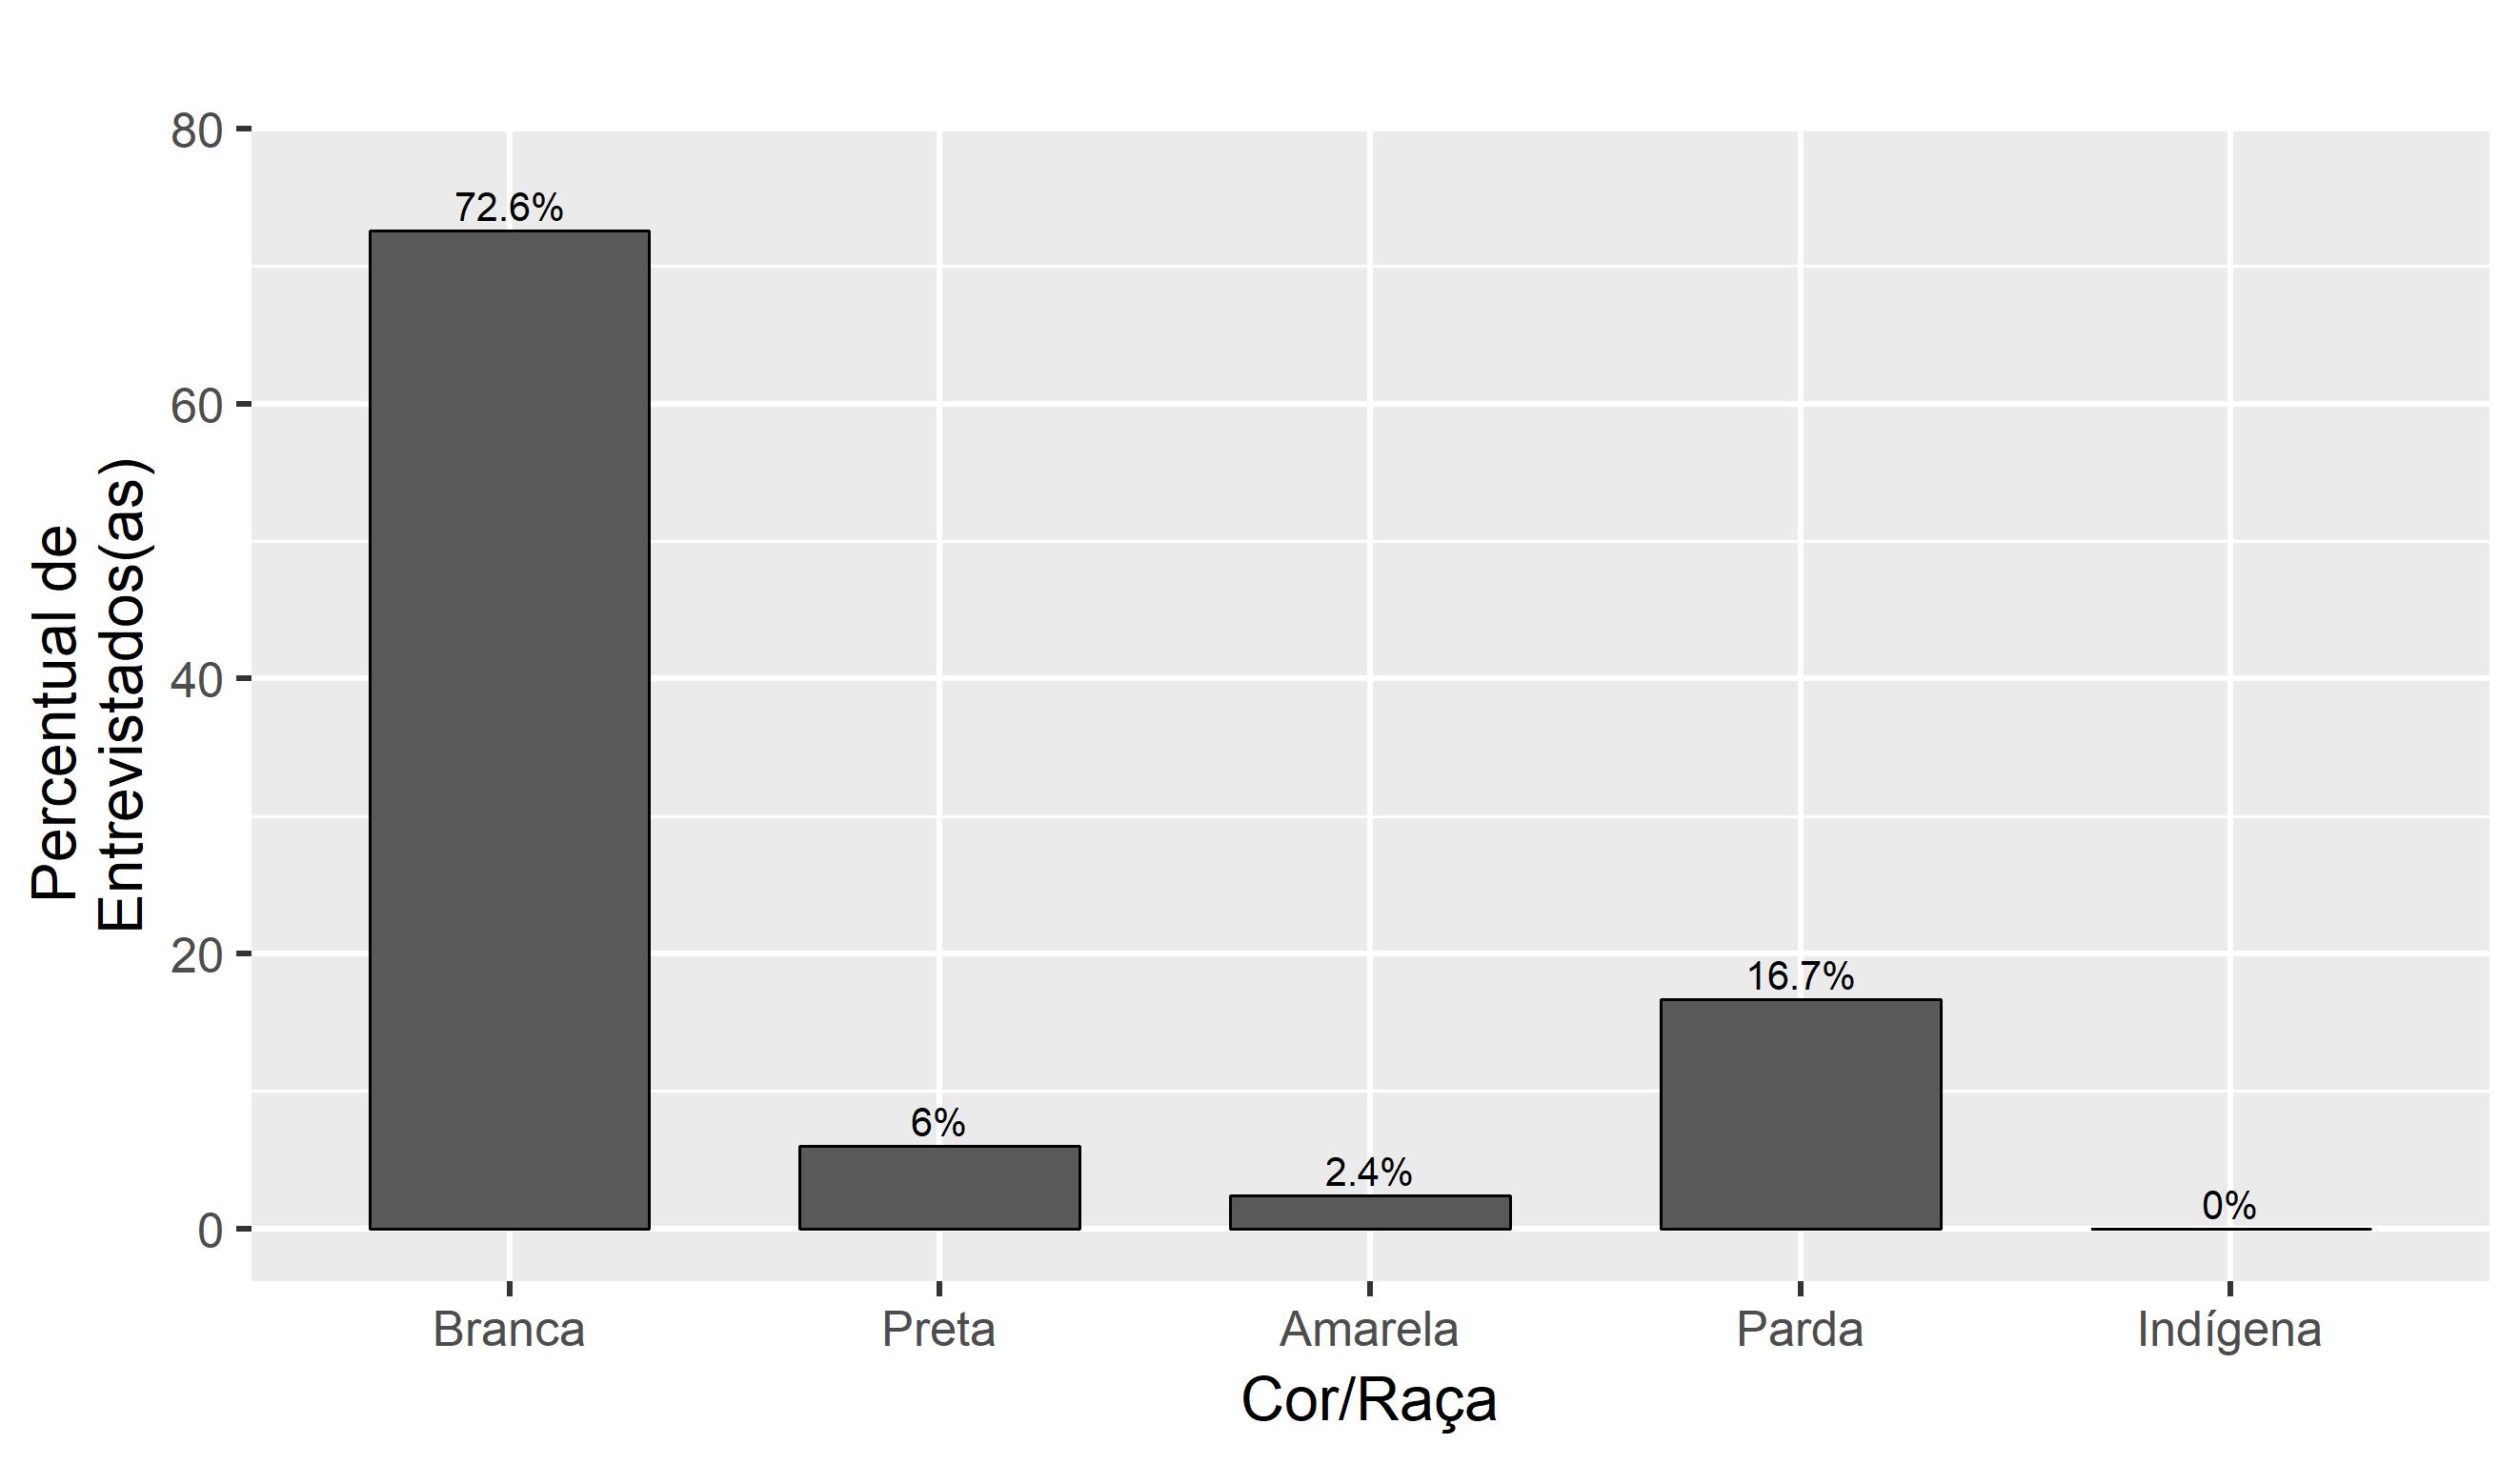 Percentual de
Entrevistados(as)
80
60
40
20
0
72.6%
6%
2.4%
16.7%
0%
Branca
Preta
Amarela
Parda
Indígena
Cor/Raça